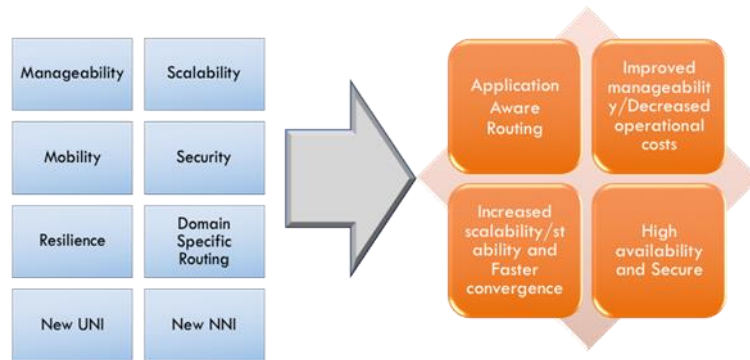 Manageability
Scalability
Mobility
Security
Resilience
Domain
Specific
Routing
New UNI
New NNI
Application
Aware
Routing
Improved
manageabilit
y/Decreased
operational
costs
Increased
scalability/st
ability and
Faster
convergence
High
availability
and Secure